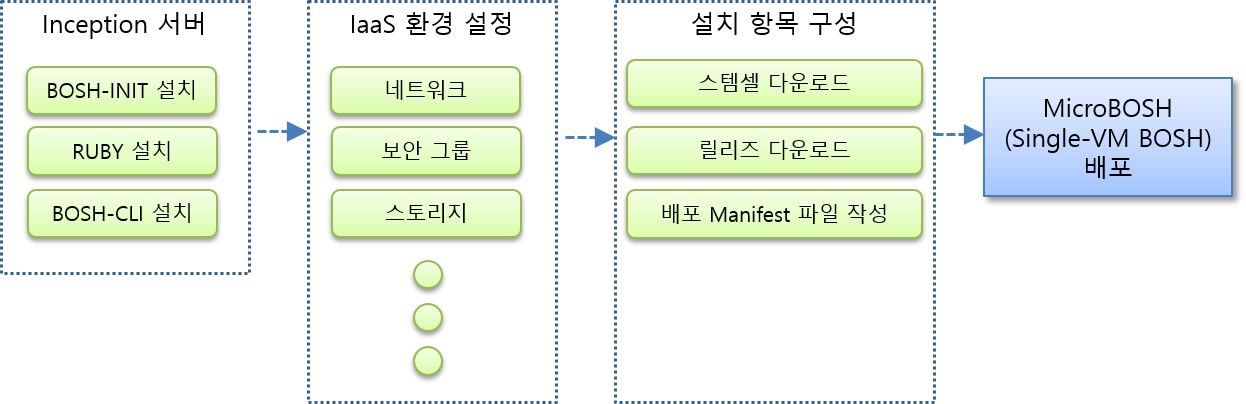 Inception 서버
BOSH-INIT 설치
RUBY 설치
BOSH-CLI 설치
IaaS 환경 설정
네트워크
보안 그룹
스토리지
설치 항목 구성
스템셀 다운로드
릴리즈 다운로드
배포 Manifest 파일 작성
MicroBOSH
(Single-VM BOSH)
배포